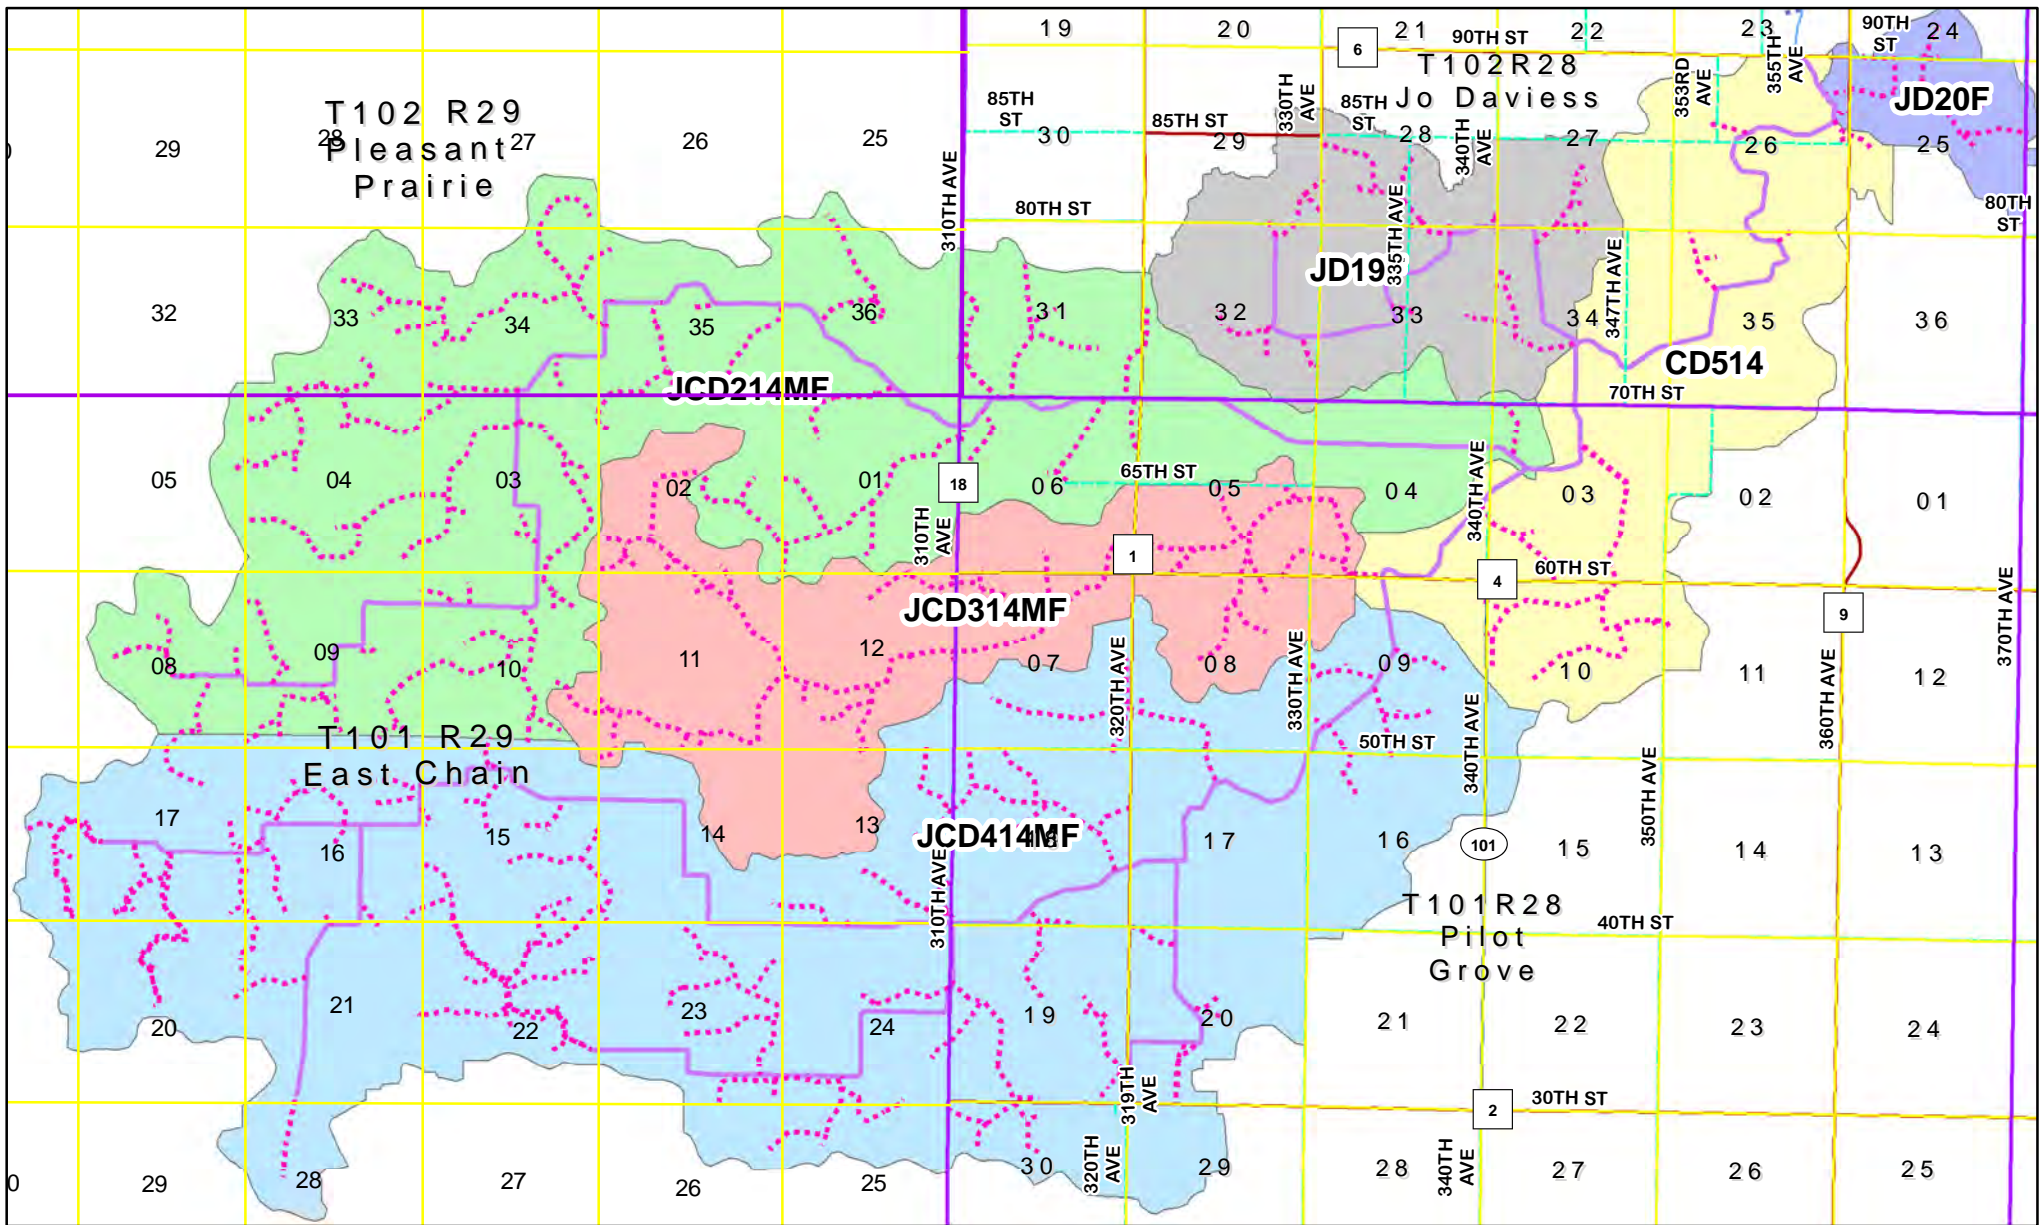 19
20
21
22
23
24
6
90TH ST
90TH
ST
T102 R29
Pleasant
Prairie
T102R28
Jo Daviess
353RD
AVE
355TH
AVE
330TH
AVE
340TH
AVE
JD20F
85TH
ST
85TH ST
85TH
ST
29
28
27
26
25
30
29
28
27
26
25
310TH AVE
80TH ST
80TH
ST
335TH AVE
347TH AVE
JD19
32
33
34
35
36
31
32
33
34
35
36
CD514
JCD214MF
70TH ST
05
04
03
02
01
18
06
65TH ST
05
04
340TH AVE
03
02
01
310TH
AVE
1
4
60TH ST
9
370TH AVE
JCD314MF
08
09
10
11
12
07
320TH AVE
08
330TH AVE
09
10
11
360TH AVE
12
T101 R29
East Chain
50TH ST
340TH AVE
350TH AVE
17
16
15
14
13
JCD414MF
18
17
16
101
15
14
13
310TH AVE
T101R28
Pilot
Grove
40TH ST
20
21
22
23
24
19
20
21
22
23
24
319TH
AVE
2
30TH ST
0
29
28
27
26
25
30
320TH
AVE
29
28
340TH
AVE
27
26
25